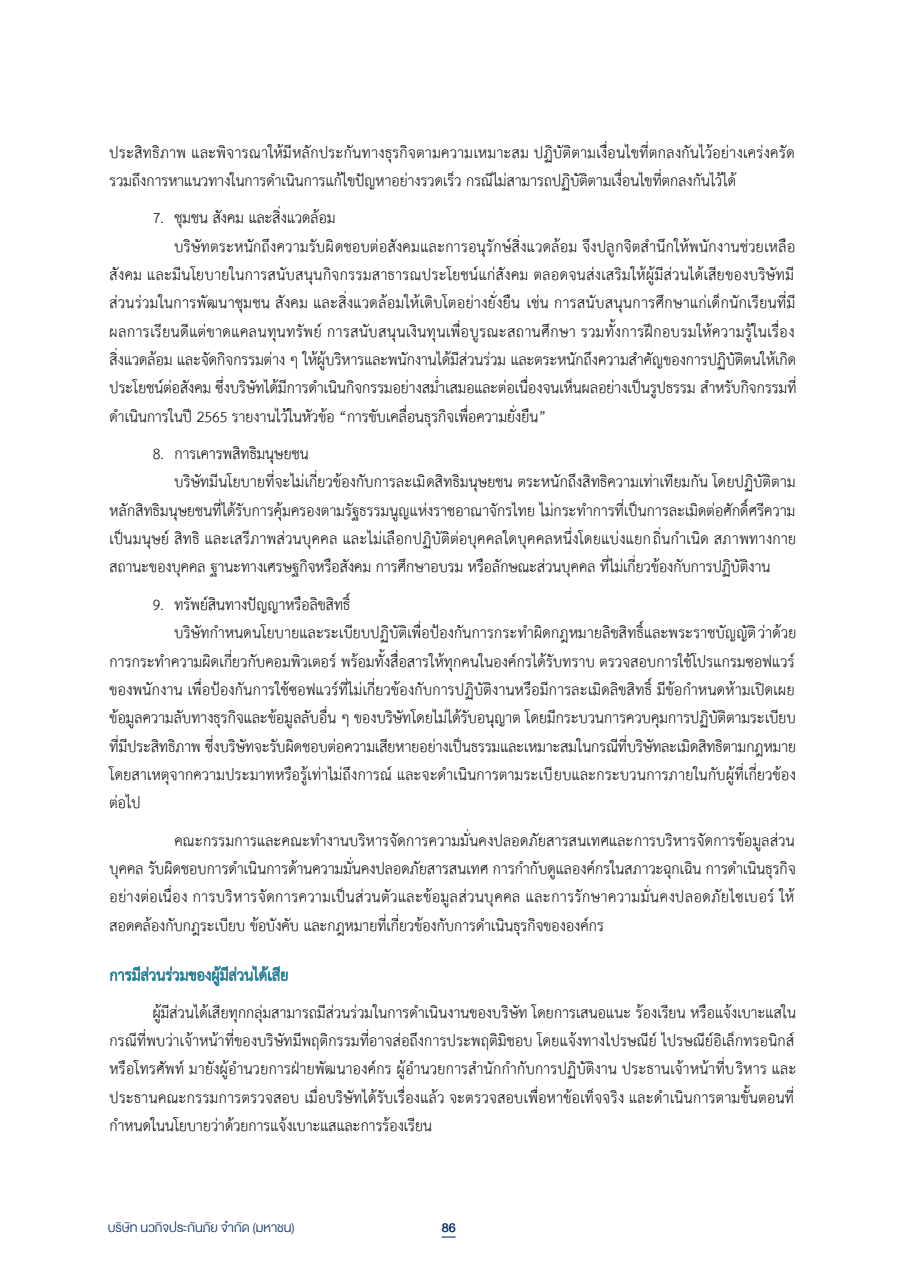 ประสิทธิภาพ และพิจารณาให้มีหลักประกันทางธุรกิจตามความเหมาะสม ปฏิบัติตามเงื่อนไขที่ตกลงกันไว้อย่างเคร่งครัด
รวมถึงการหาแนวทางในการดำเนินการแก้ไขปัญหาอย่างรวดเร็ว กรณีไม่สามารถปฏิบัติตามเงื่อนไขที่ตกลงกันไว้ได้
7. ชุมชน สังคม และสิ่งแวดล้อม
บริษัทตระหนักถึงความรับผิดชอบต่อสังคมและการอนุรักษ์สิ่งแวดล้อม จึงปลูกจิตสำนึกให้พนักงานช่วยเหลือ
สังคม และมีนโยบายในการสนับสนุนกิจกรรมสาธารณประโยชน์แก่สังคม ตลอดจนส่งเสริมให้ผู้มีส่วนได้เสียของบริษัทมี
ส่วนร่วมในการพัฒนาชุมชน สังคม และสิ่งแวดล้อมให้เติบโตอย่างยั่งยืน เช่น การสนับสนุนการศึกษาแก่เด็กนักเรียนที่มี
ผลการเรียนดีแต่ขาดแคลนทุนทรัพย์ การสนับสนุนเงินทุนเพื่อบูรณะสถานศึกษา รวมทั้งการฝึกอบรมให้ความรู้ในเรื่อง
สิ่งแวดล้อม และจัดกิจกรรมต่าง ๆ ให้ผู้บริหารและพนักงานได้มีส่วนร่วม และตระหนักถึงความสำคัญของการปฏิบัติตนให้เกิด
ประโยชน์ต่อสังคม ซึ่งบริษัทได้มีการดำเนินกิจกรรมอย่างสม่ำเสมอและต่อเนื่องจนเห็นผลอย่างเป็นรูปธรรม สำหรับกิจกรรมที่
ดำเนินการในปี 2565 รายงานไว้ในหัวข้อ “การขับเคลื่อนธุรกิจเพื่อความยั่งยืน”
8. การเคารพสิทธิมนุษยชน
บริษัทมีนโยบายที่จะไม่เกี่ยวข้องกับการละเมิดสิทธิมนุษยชน ตระหนักถึงสิทธิความเท่าเทียมกัน โดยปฏิบัติตาม
หลักสิทธิมนุษยชนที่ได้รับการคุ้มครองตามรัฐธรรมนูญแห่งราชอาณาจักรไทย ไม่กระทำการที่เป็นการละเมิดต่อศักดิ์ศรีความ
เป็นมนุษย์ สิทธิ และเสรีภาพส่วนบุคคล และไม่เลือกปฏิบัติต่อบุคคลใดบุคคลหนึ่งโดยแบ่งแยกถิ่นกำเนิด สภาพทางกาย
สถานะของบุคคล ฐานะทางเศรษฐกิจหรือสังคม การศึกษาอบรม หรือลักษณะส่วนบุคคล ที่ไม่เกี่ยวข้องกับการปฏิบัติงาน
9. ทรัพย์สินทางปัญญาหรือลิขสิทธิ์
บริษัทกำหนดนโยบายและระเบียบปฏิบัติเพื่อป้องกันการกระทำผิดกฎหมายลิขสิทธิ์และพระราชบัญญัติว่าด้วย
การกระทำความผิดเกี่ยวกับคอมพิวเตอร์ พร้อมทั้งสื่อสารให้ทุกคนในองค์กรได้รับทราบ ตรวจสอบการใช้โปรแกรมซอฟแวร์
ของพนักงาน เพื่อป้องกันการใช้ซอฟแวร์ที่ไม่เกี่ยวข้องกับการปฏิบัติงานหรือมีการละเมิดลิขสิทธิ์ มีข้อกำหนดห้ามเปิดเผย
ข้อมูลความลับทางธุรกิจและข้อมูลลับอื่น ๆ ของบริษัทโดยไม่ได้รับอนุญาต โดยมีกระบวนการควบคุมการปฏิบัติตามระเบียบ
ที่มีประสิทธิภาพ ซึ่งบริษัทจะรับผิดชอบต่อความเสียหายอย่างเป็นธรรมและเหมาะสมในกรณีที่บริษัทละเมิดสิทธิตามกฎหมาย
โดยสาเหตุจากความประมาทหรือรู้เท่าไม่ถึงการณ์ และจะดำเนินการตามระเบียบและกระบวนการภายในกับผู้ที่เกี่ยวข้อง
ต่อไป
คณะกรรมการและคณะทำงานบริหารจัดการความมั่นคงปลอดภัยสารสนเทศและการบริหารจัดการข้อมูลส่วน
บุคคล รับผิดชอบการดำเนินการด้านความมั่นคงปลอดภัยสารสนเทศ การกำกับดูแลองค์กรในสภาวะฉุกเฉิน การดำเนินธุรกิจ
อย่างต่อเนื่อง การบริหารจัดการความเป็นส่วนตัวและข้อมูลส่วนบุคคล และการรักษาความมั่นคงปลอดภัยไซเบอร์ ให้
สอดคล้องกับกฎระเบียบ ข้อบังคับ และกฎหมายที่เกี่ยวข้องกับการดำเนินธุรกิจขององค์กร
การมีส่วนร่วมของผู้มีส่วนได้เสีย
ผู้มีส่วนได้เสียทุกกลุ่มสามารถมีส่วนร่วมในการดำเนินงานของบริษัท โดยการเสนอแนะ ร้องเรียน หรือแจ้งเบาะแสใน
กรณีที่พบว่าเจ้าหน้าที่ของบริษัทมีพฤติกรรมที่อาจส่อถึงการประพฤติมิชอบ โดยแจ้งทางไปรษณีย์ ไปรษณีย์อิเล็กทรอนิกส์
หรือโทรศัพท์ มายังผู้อำนวยการฝ่ายพัฒนาองค์กร ผู้อำนวยการสำนักกำกับการปฏิบัติงาน ประธานเจ้าหน้าที่บริหาร และ
ประธานคณะกรรมการตรวจสอบ เมื่อบริษัทได้รับเรื่องแล้ว จะตรวจสอบเพื่อหาข้อเท็จจริง และดำเนินการตามขั้นตอนที่
กำหนดในนโยบายว่าด้วยการแจ้งเบาะแสและการร้องเรียน
บริษัท นวกิจประกันภัย จำกัด (มหาชน) 86